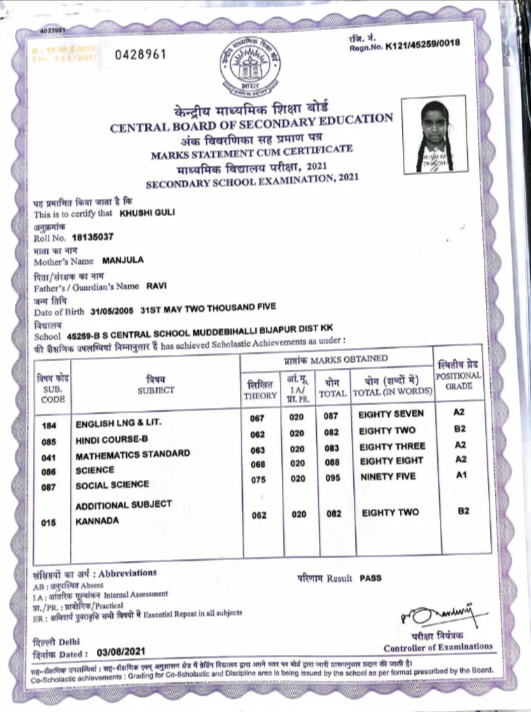 4023961
0428961
रजि. नं.
Regn.No. K121/45259/0018
भारत
केन्द्रीय माध्यमिक शिक्षा बोर्ड
CENTRAL BOARD OF SECONDARY EDUCATION
अंक विवरणिका सह प्रमाण पत्र
MARKS STATEMENT CUM CERTIFICATE
माध्यमिक विद्यालय परीक्षा, 2021
SECONDARY SCHOOL EXAMINATION, 2021
यह प्रमाणित किया जाता है कि
This is to certify that KHUSHI GULI
अनुक्रमांक
Roll No. 18135037
माता का नाम
Mother's Name MANJULA
पिता/संरक्षक का नाम
Father's / Guardian's Name RAVI
जन्म तिथि
Date of Birth 31/05/2005 31ST MAY TWO THOUSAND FIVE
विद्यालय
School 45259-B S CENTRAL SCHOOL MUDDEBIHALLI BIJAPUR DIST KK
की शैक्षणिक उपलब्धियां निम्नानुसार हैं has achieved Scholastic Achievements as under :
विषय कोड SUB. CODE विषय SUBJECT प्राप्तांक MARKS OBTAINED स्थितीय ग्रेड POSITIONAL GRADE
लिखित THEORY आं.मू. IA/ प्रा. PR. योग TOTAL योग (शब्दों में) TOTAL (IN WORDS)
184 ENGLISH LNG & LIT. 067 020 087 EIGHTY SEVEN A2
085 HINDI COURSE-B 062 020 082 EIGHTY TWO B2
041 MATHEMATICS STANDARD 063 020 083 EIGHTY THREE A2
086 SCIENCE 068 020 088 EIGHTY EIGHT A2
087 SOCIAL SCIENCE 075 020 095 NINETY FIVE A1
ADDITIONAL SUBJECT
015 KANNADA 062 020 082 EIGHTY TWO B2
संक्षिप्तियों का अर्थ : Abbreviations
परिणाम Result PASS
AB : अनुपस्थित Absent
IA : आंतरिक मूल्यांकन Internal Assessment
प्रा./PR. : प्रायोगिक/Practical
ER : अनिवार्य पुनरावृत्ति सभी विषयों में Essential Repeat in all subjects
दिल्ली Delhi
दिनांक Dated : 03/08/2021
परीक्षा नियंत्रक
Controller of Examinations
सह-शैक्षणिक उपलब्धियां : सह-शैक्षणिक एवम् अनुशासन क्षेत्र में ग्रेडिंग विद्यालय द्वारा अपने स्तर पर बोर्ड द्वारा जारी प्रारूपनुसार प्रदान की जाती है।
Co-Scholastic achievements : Grading for Co-Scholastic and Discipline area is being issued by the school as per format prescribed by the Board.